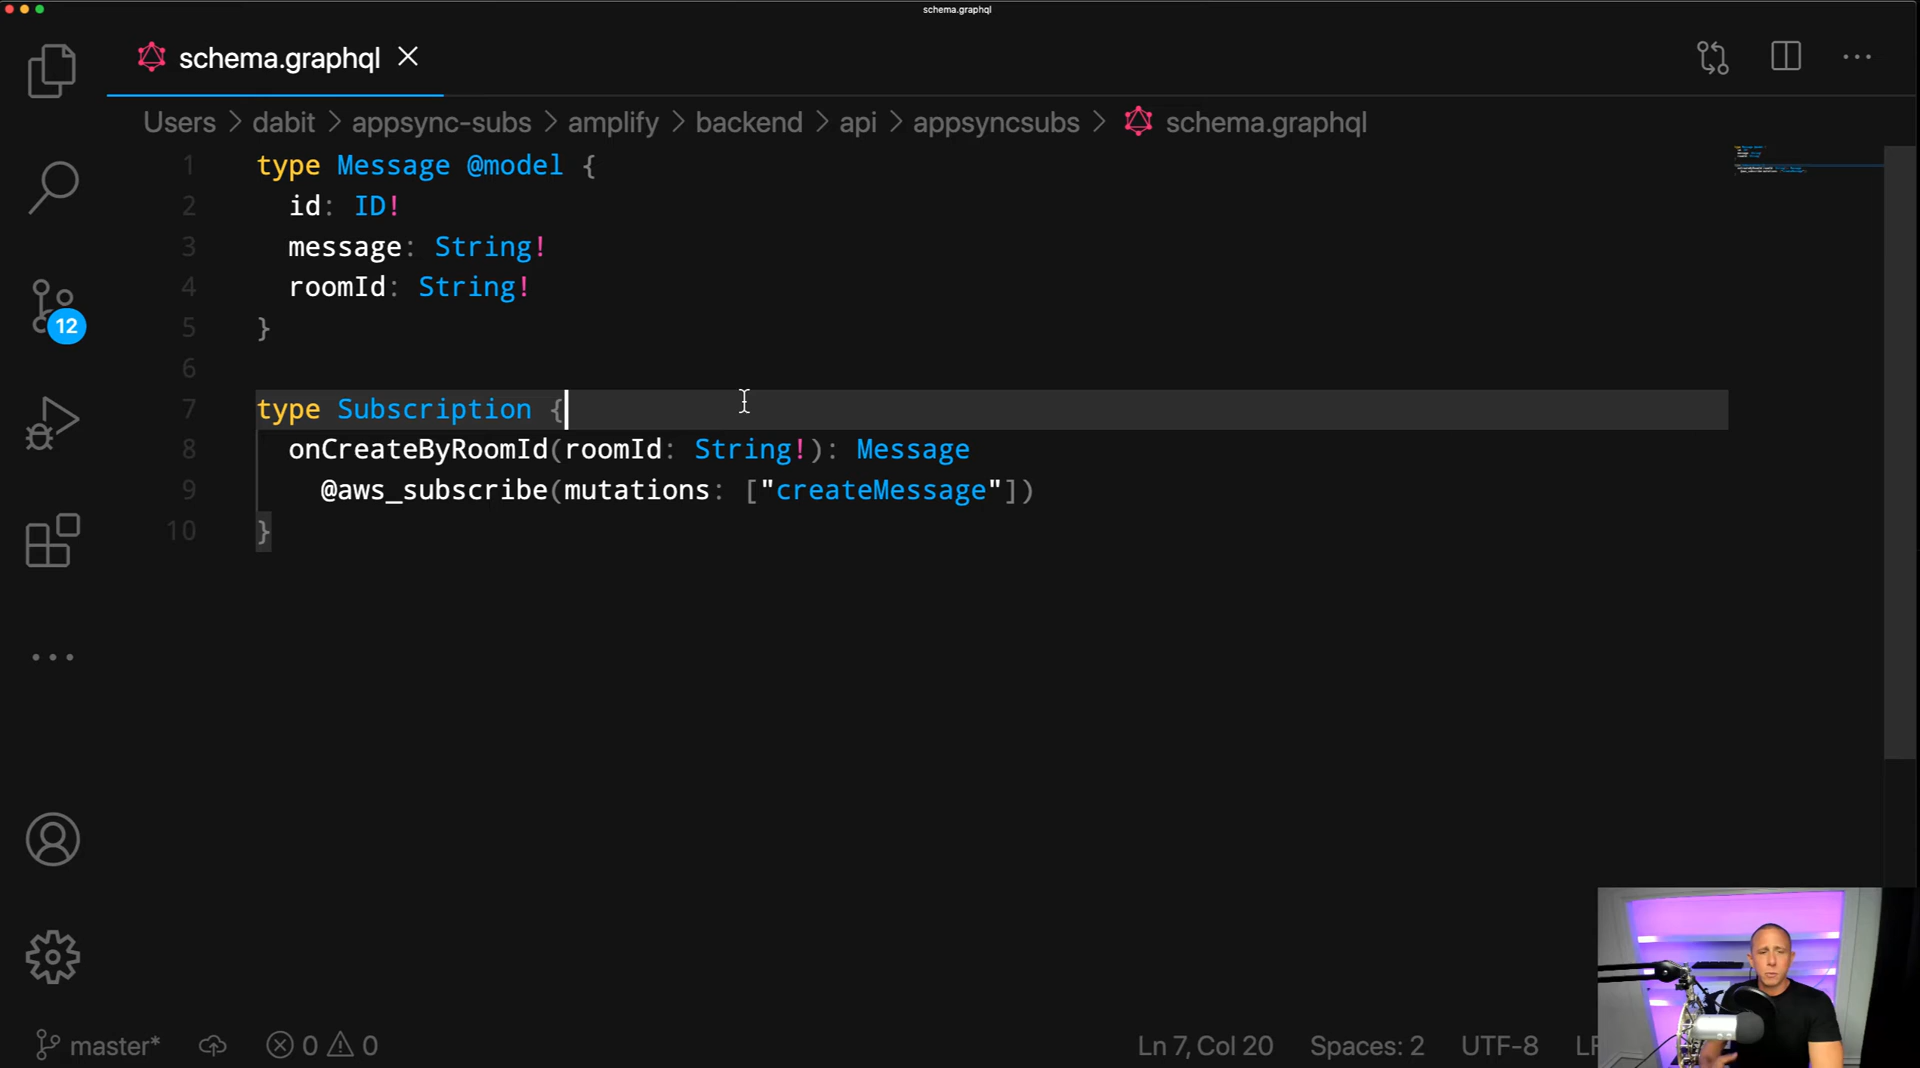 schema.graphql
schema.graphql
Users > dabit > appsync-subs > amplify > backend > api > appsyncsubs > schema.graphql
1 type Message @model {
2 id: ID!
3 message: String!
4 roomId: String!
5 }
6
7 type Subscription {
8 onCreateByRoomId(roomId: String!): Message
9 @aws_subscribe(mutations: ["createMessage"])
10 }
12
master* 0 0 Ln 7, Col 20 Spaces: 2 UTF-8